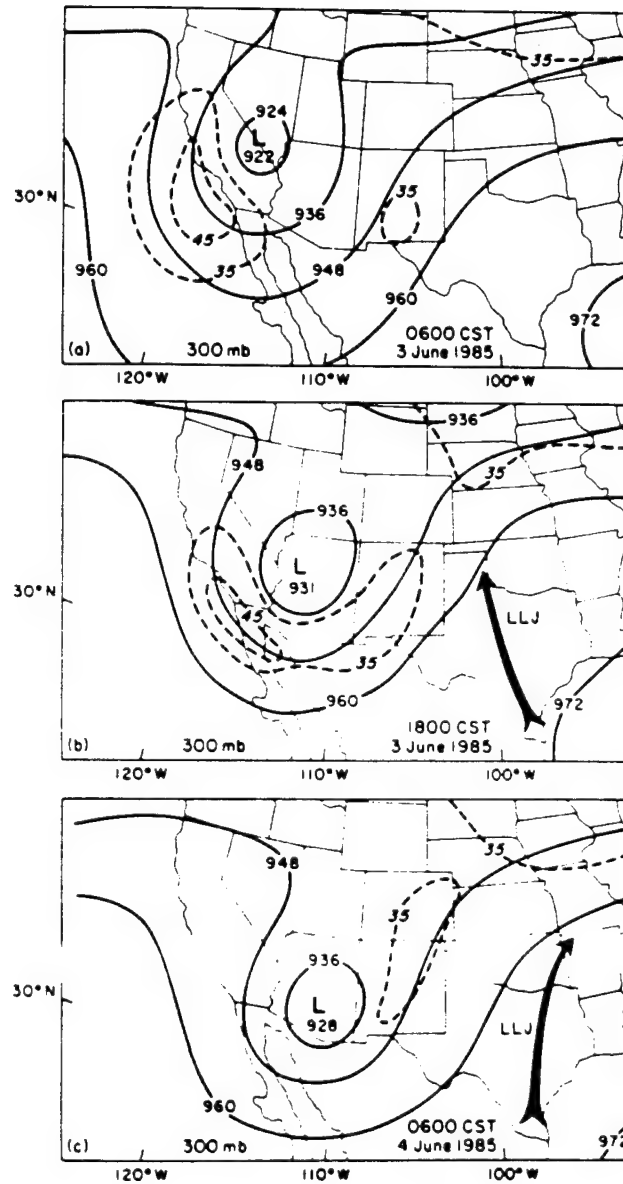 35
924
L
922
30°N
936
35
45
35
948
960
960
972
(a) 300 mb
0600 CST
3 June 1985
120°W 110°W 100°W
936
948
35
936
L
931
30°N
LLJ
45
35
960
972
1800 CST
(b) 300 mb 3 June 1985
120°W 110°W 100°W
948
35
35
936
30°N
L
928
LLJ
960
0600 CST
(c) 300 mb 4 June 1985
972
120°W 110°W 100°W